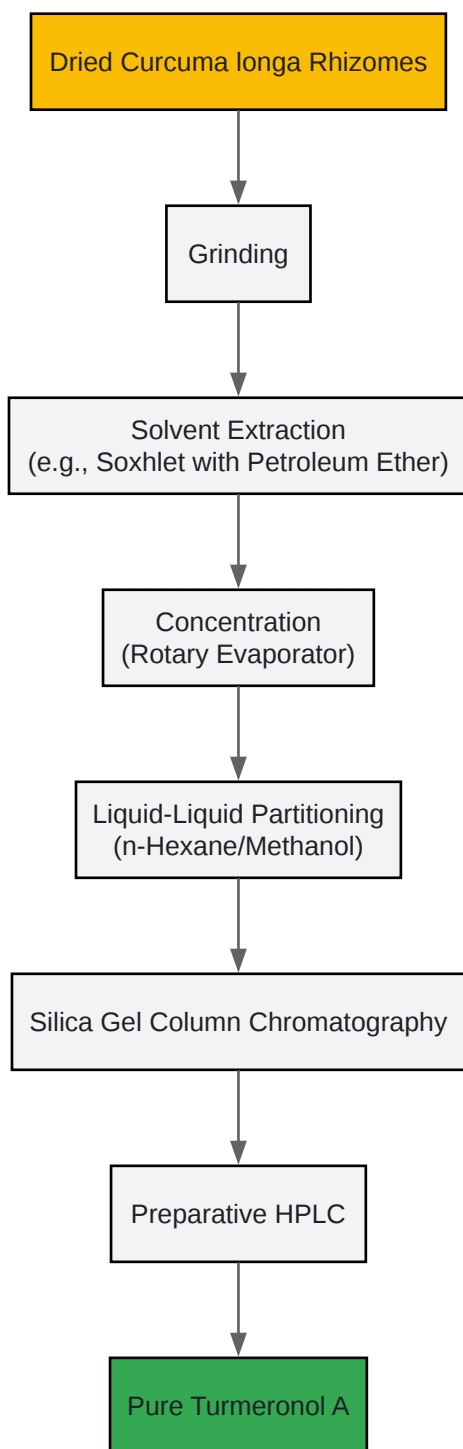 Dried Curcuma longa Rhizomes
Grinding
Solvent Extraction
(e.g., Soxhlet with Petroleum Ether)
Concentration
(Rotary Evaporator)
Liquid-Liquid Partitioning
(n-Hexane/Methanol)
Silica Gel Column Chromatography
Preparative HPLC
Pure Turmeronol A